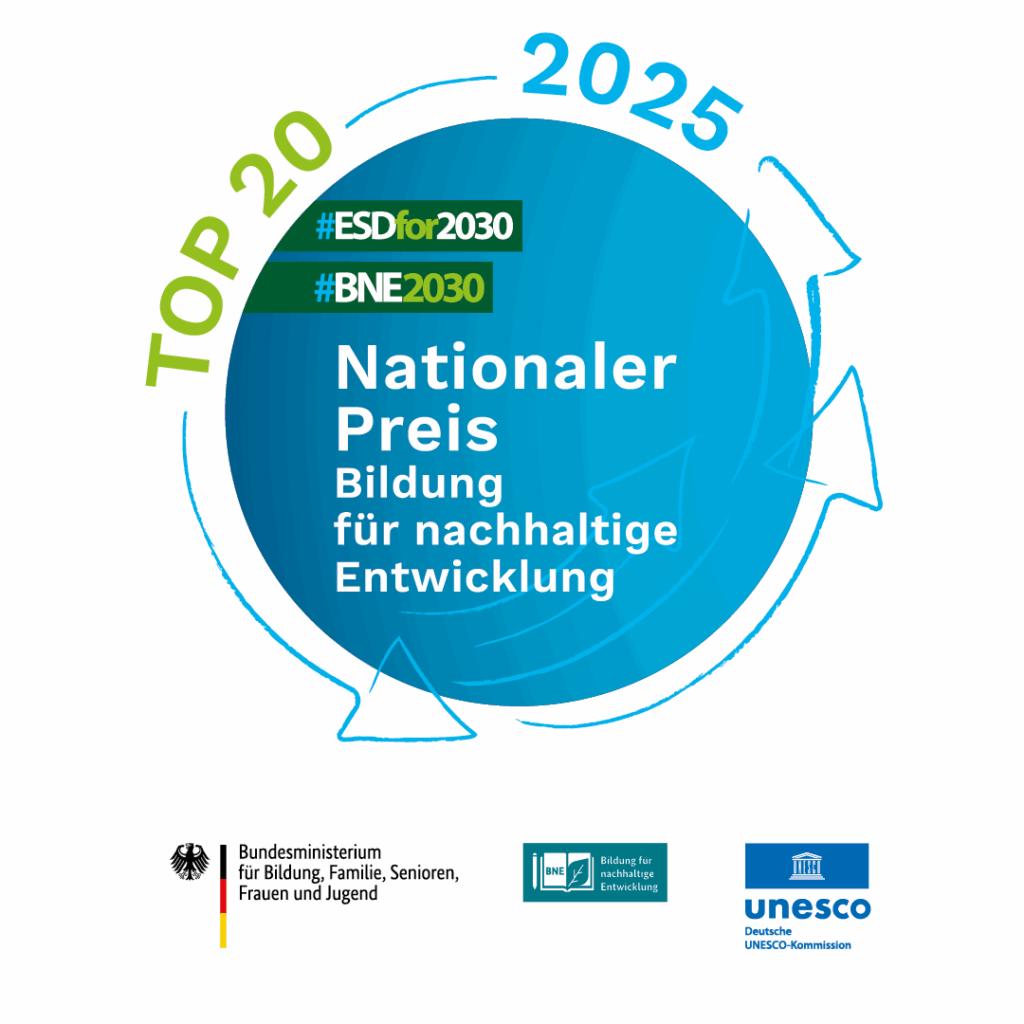 TOP 20
2025
#ESDfor2030
#BNE2030
Nationaler
Preis
Bildung
für nachhaltige
Entwicklung
Bundesministerium
für Bildung, Familie, Senioren,
Frauen und Jugend
BNE
Bildung für
nachhaltige
Entwicklung
unesco
Deutsche
UNESCO-Kommission